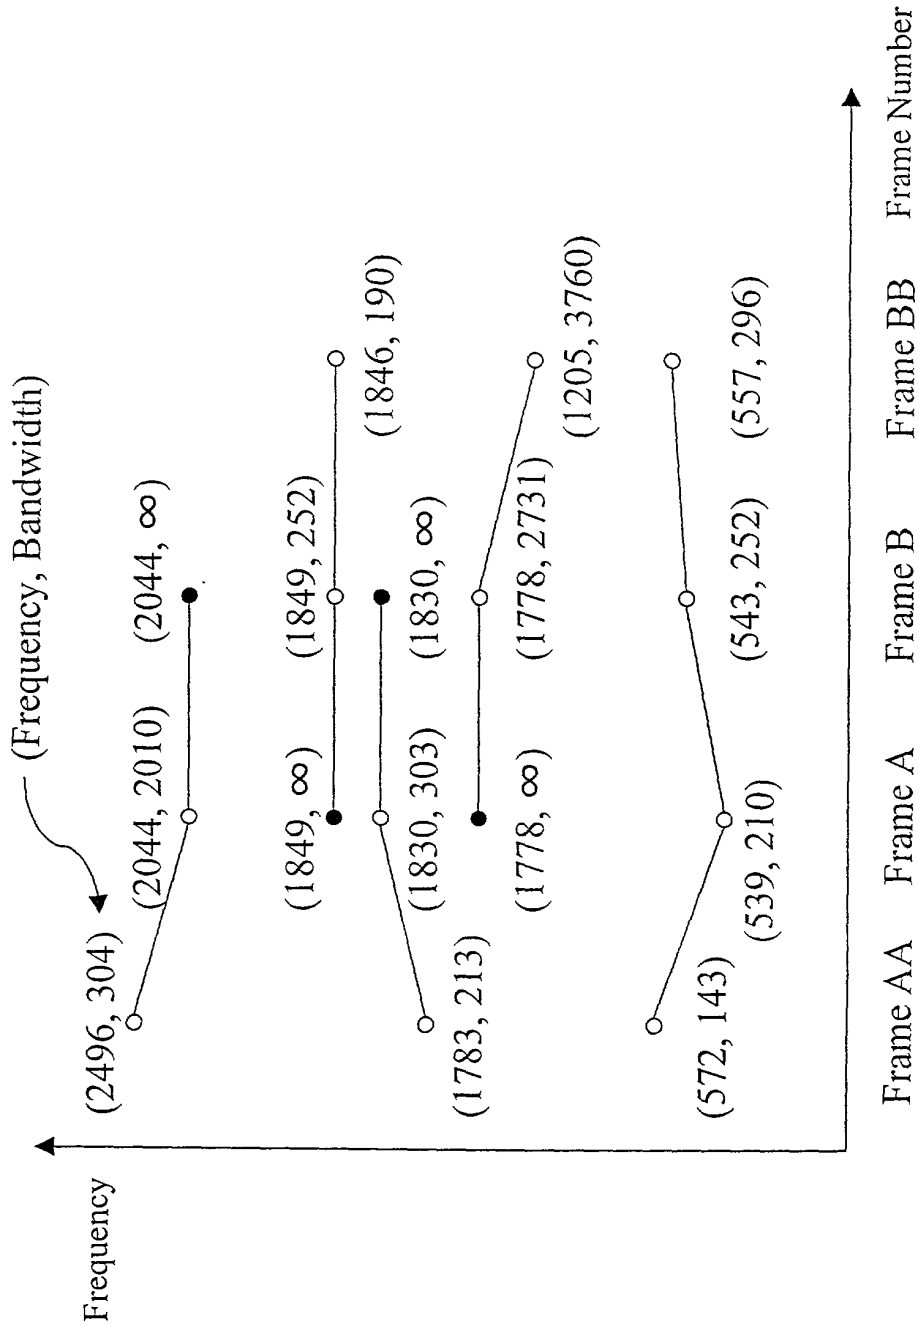 Frequency
(Frequency, Bandwidth)
(2496, 304)
(2044, 2010)
(2044, ∞)
(1849, ∞)
(1849, 252)
(1846, 190)
(1783, 213)
(1830, 303)
(1830, ∞)
(1778, ∞)
(1778, 2731)
(1205, 3760)
(572, 143)
(539, 210)
(543, 252)
(557, 296)
Frame AA
Frame A
Frame B
Frame BB
Frame Number